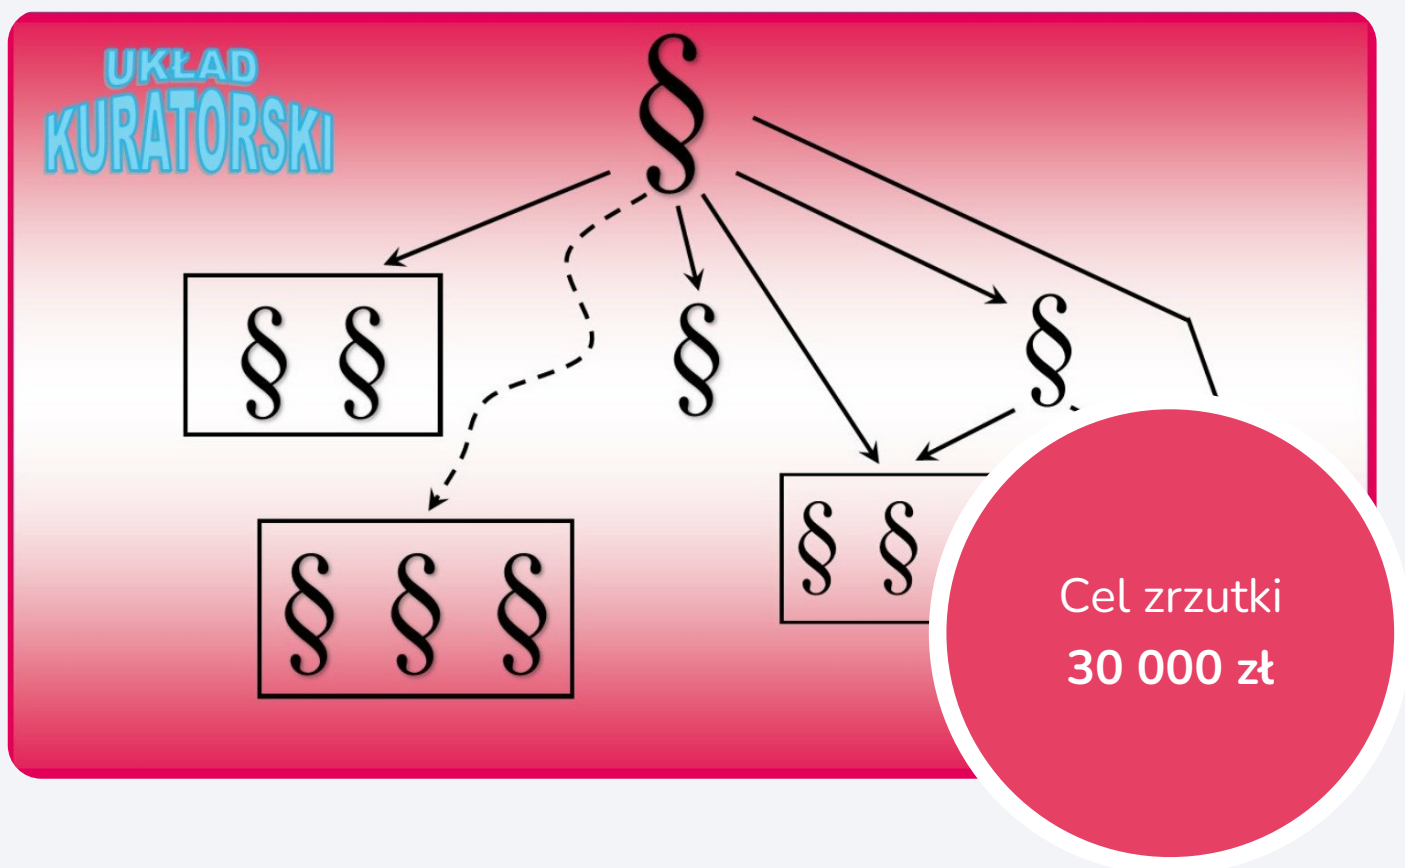 UKŁAD
KURATORSKI
§
§ §
§
§
§ §
§ § §
Cel zrzutki
30 000 zł